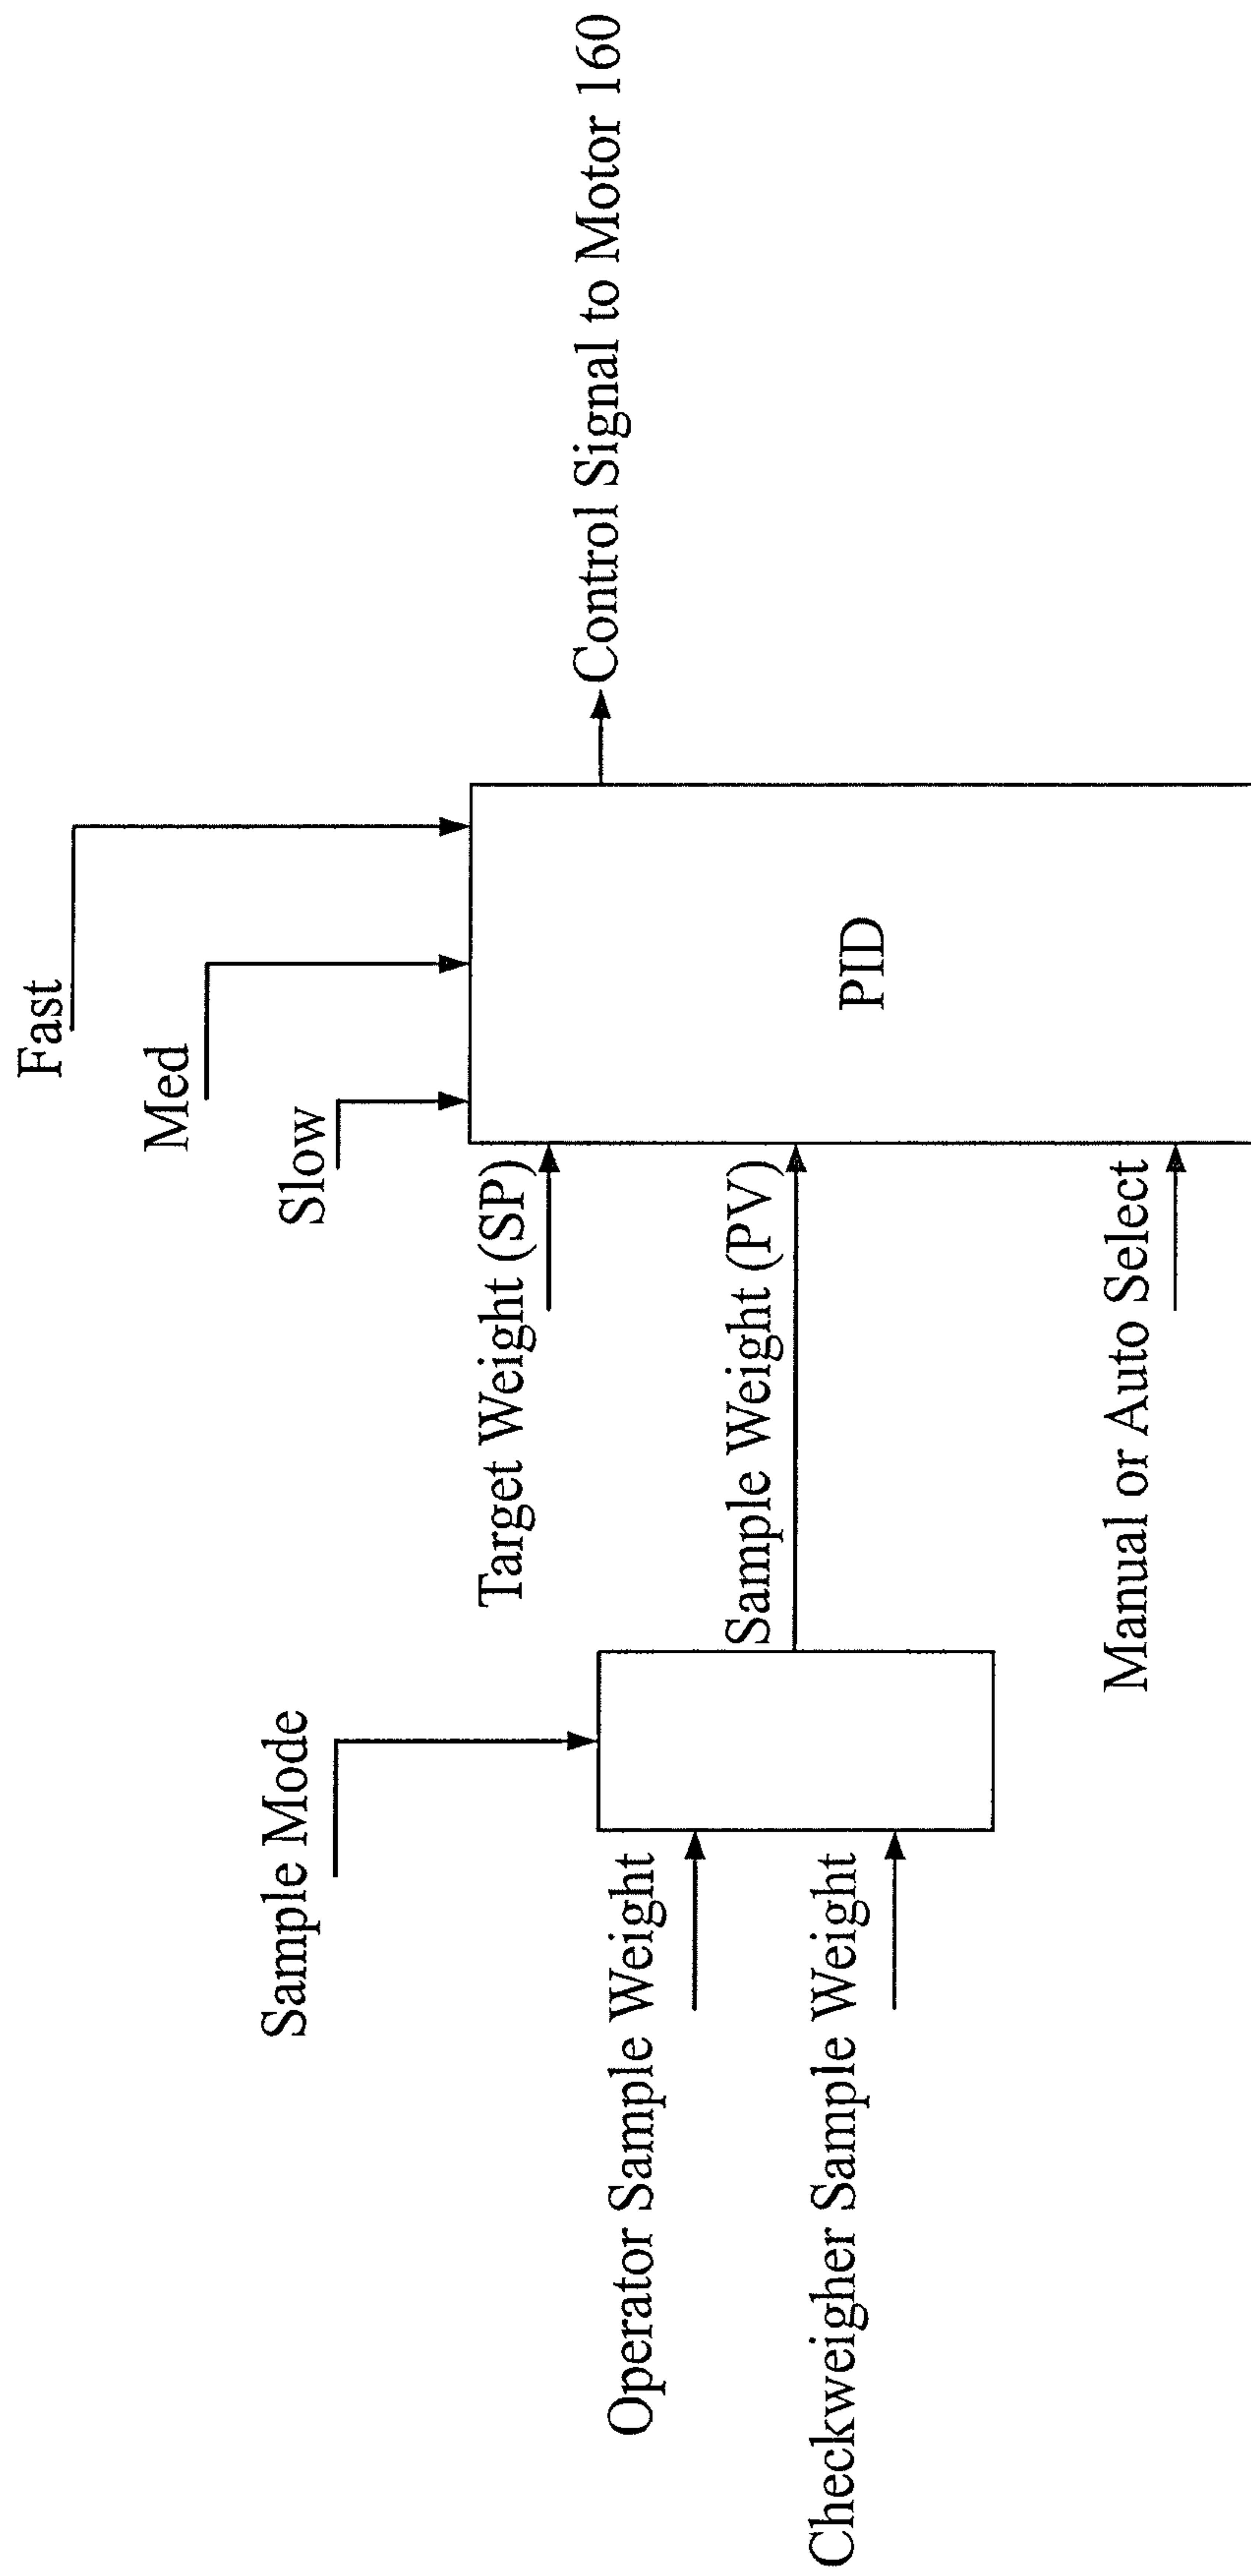 Fast
Med
Slow
Sample Mode
Target Weight (SP)
Control Signal to Motor 160
Operator Sample Weight
Sample Weight (PV)
Checkweigher Sample Weight
PID
Manual or Auto Select